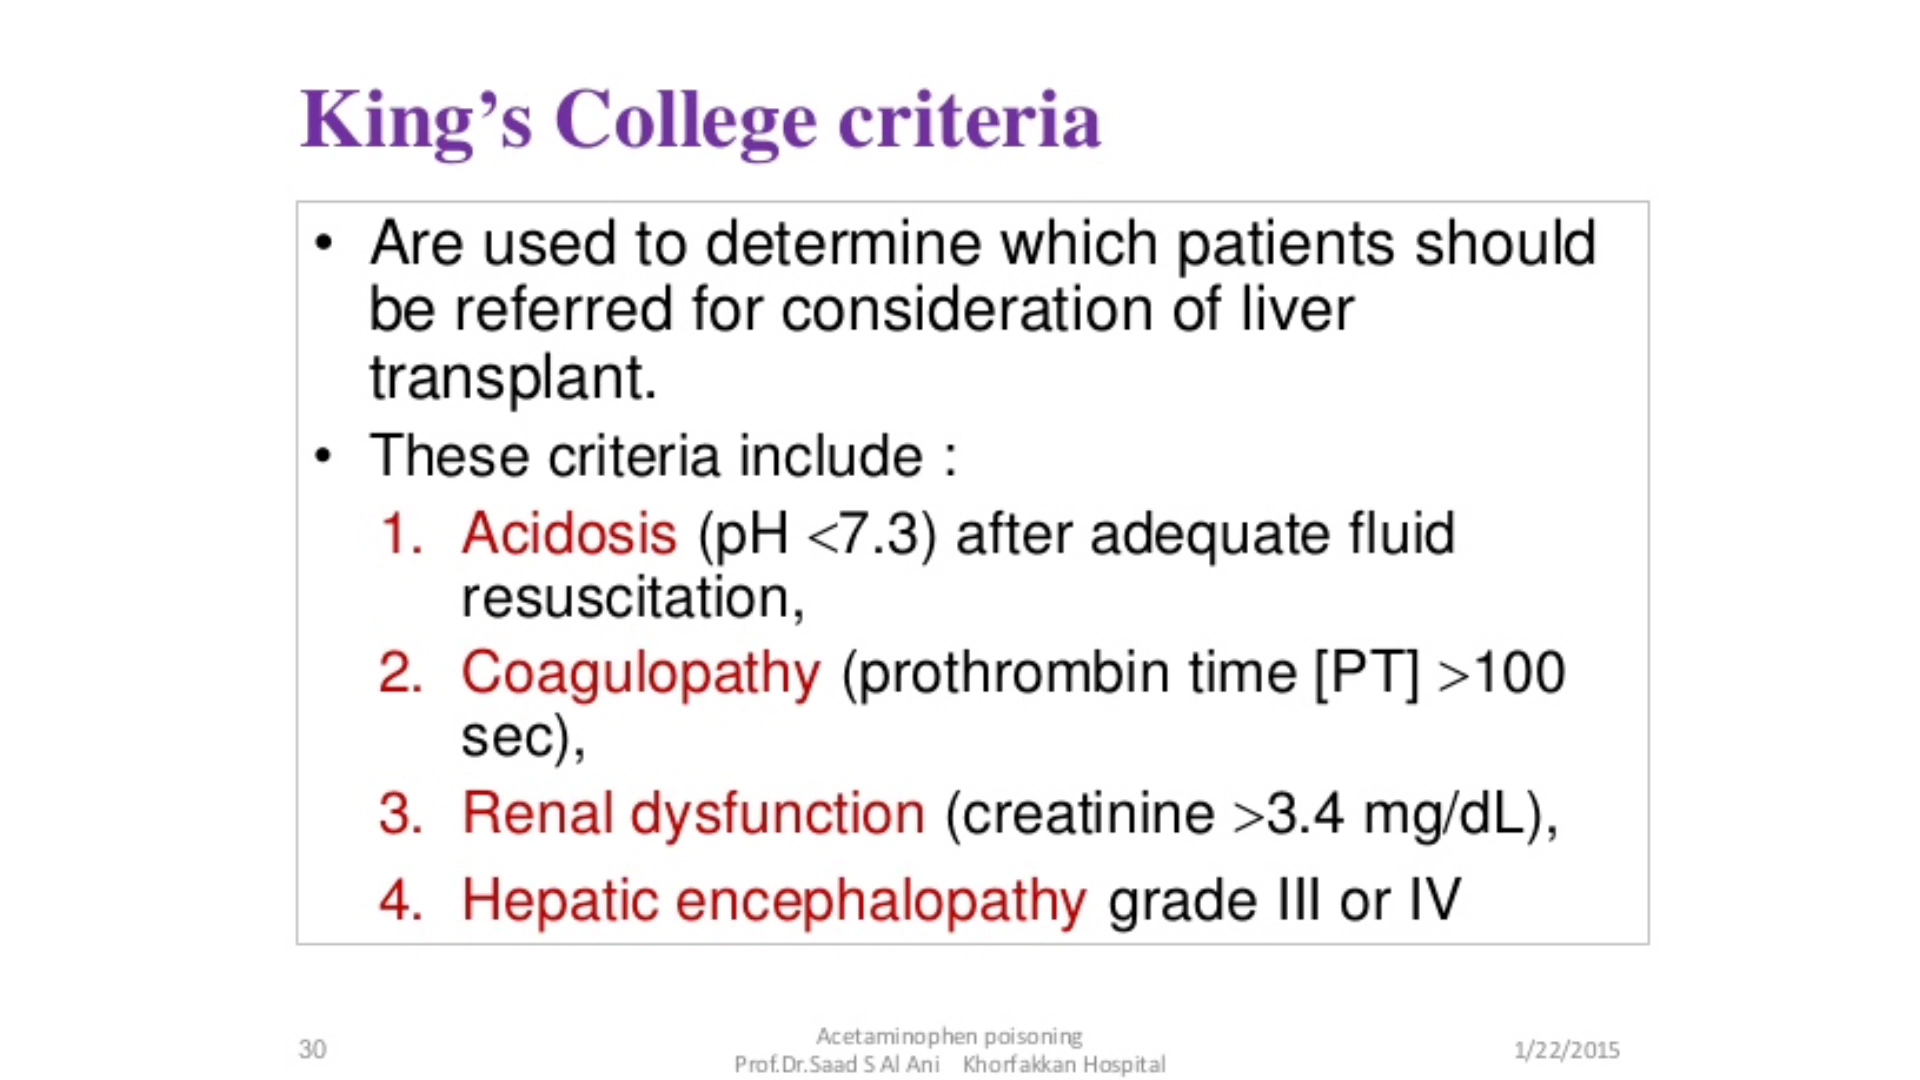 King’s College criteria
• Are used to determine which patients should
be referred for consideration of liver
transplant.
• These criteria include :
1. Acidosis (pH <7.3) after adequate fluid
resuscitation,
2. Coagulopathy (prothrombin time [PT] >100
sec),
3. Renal dysfunction (creatinine >3.4 mg/dL),
4. Hepatic encephalopathy grade III or IV
30
Acetaminophen poisoning
Prof.Dr.Saad S Al Ani Khorfakkan Hospital
1/22/2015